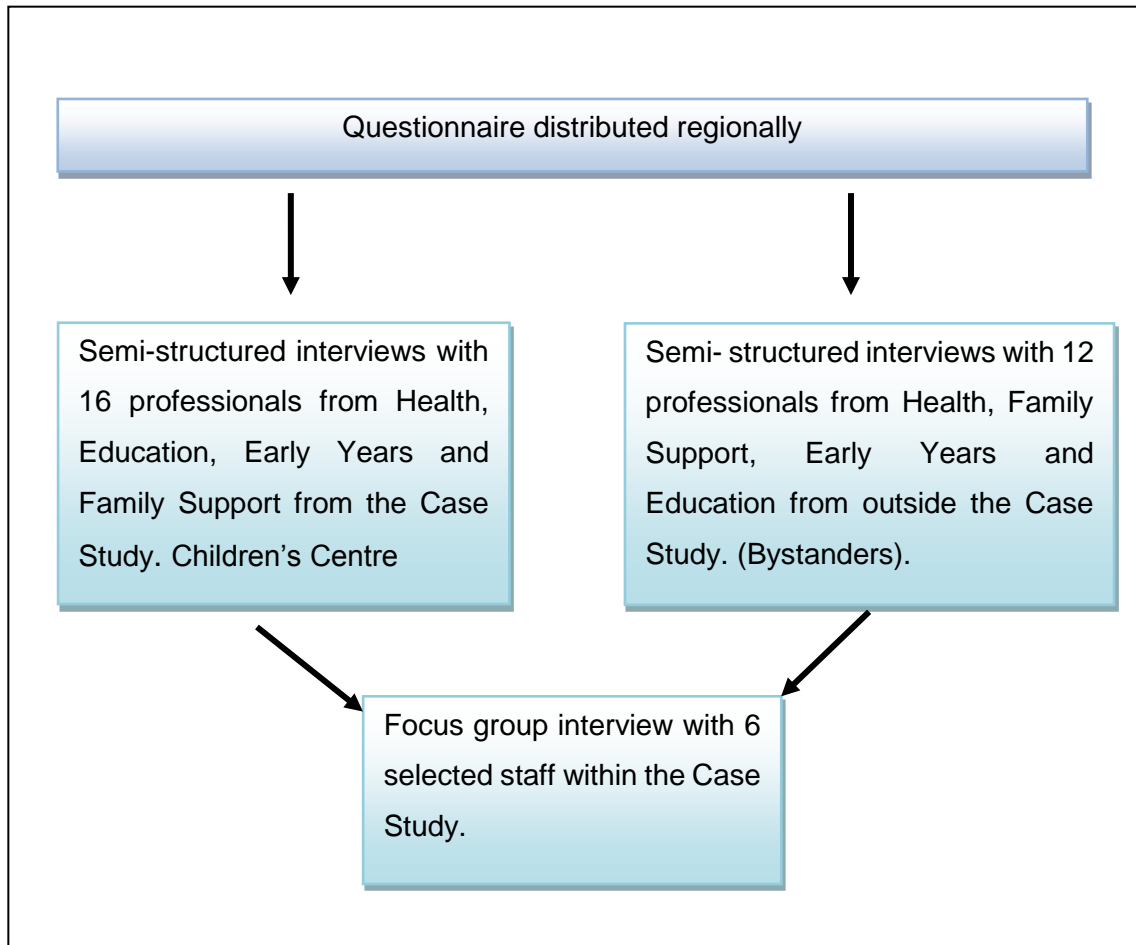 Questionnaire distributed regionally
Semi-structured interviews with
16 professionals from Health,
Education, Early Years and
Family Support from the Case
Study. Children’s Centre
Semi- structured interviews with 12
professionals from Health, Family
Support, Early Years and
Education from outside the Case
Study. (Bystanders).
Focus group interview with 6
selected staff within the Case
Study.